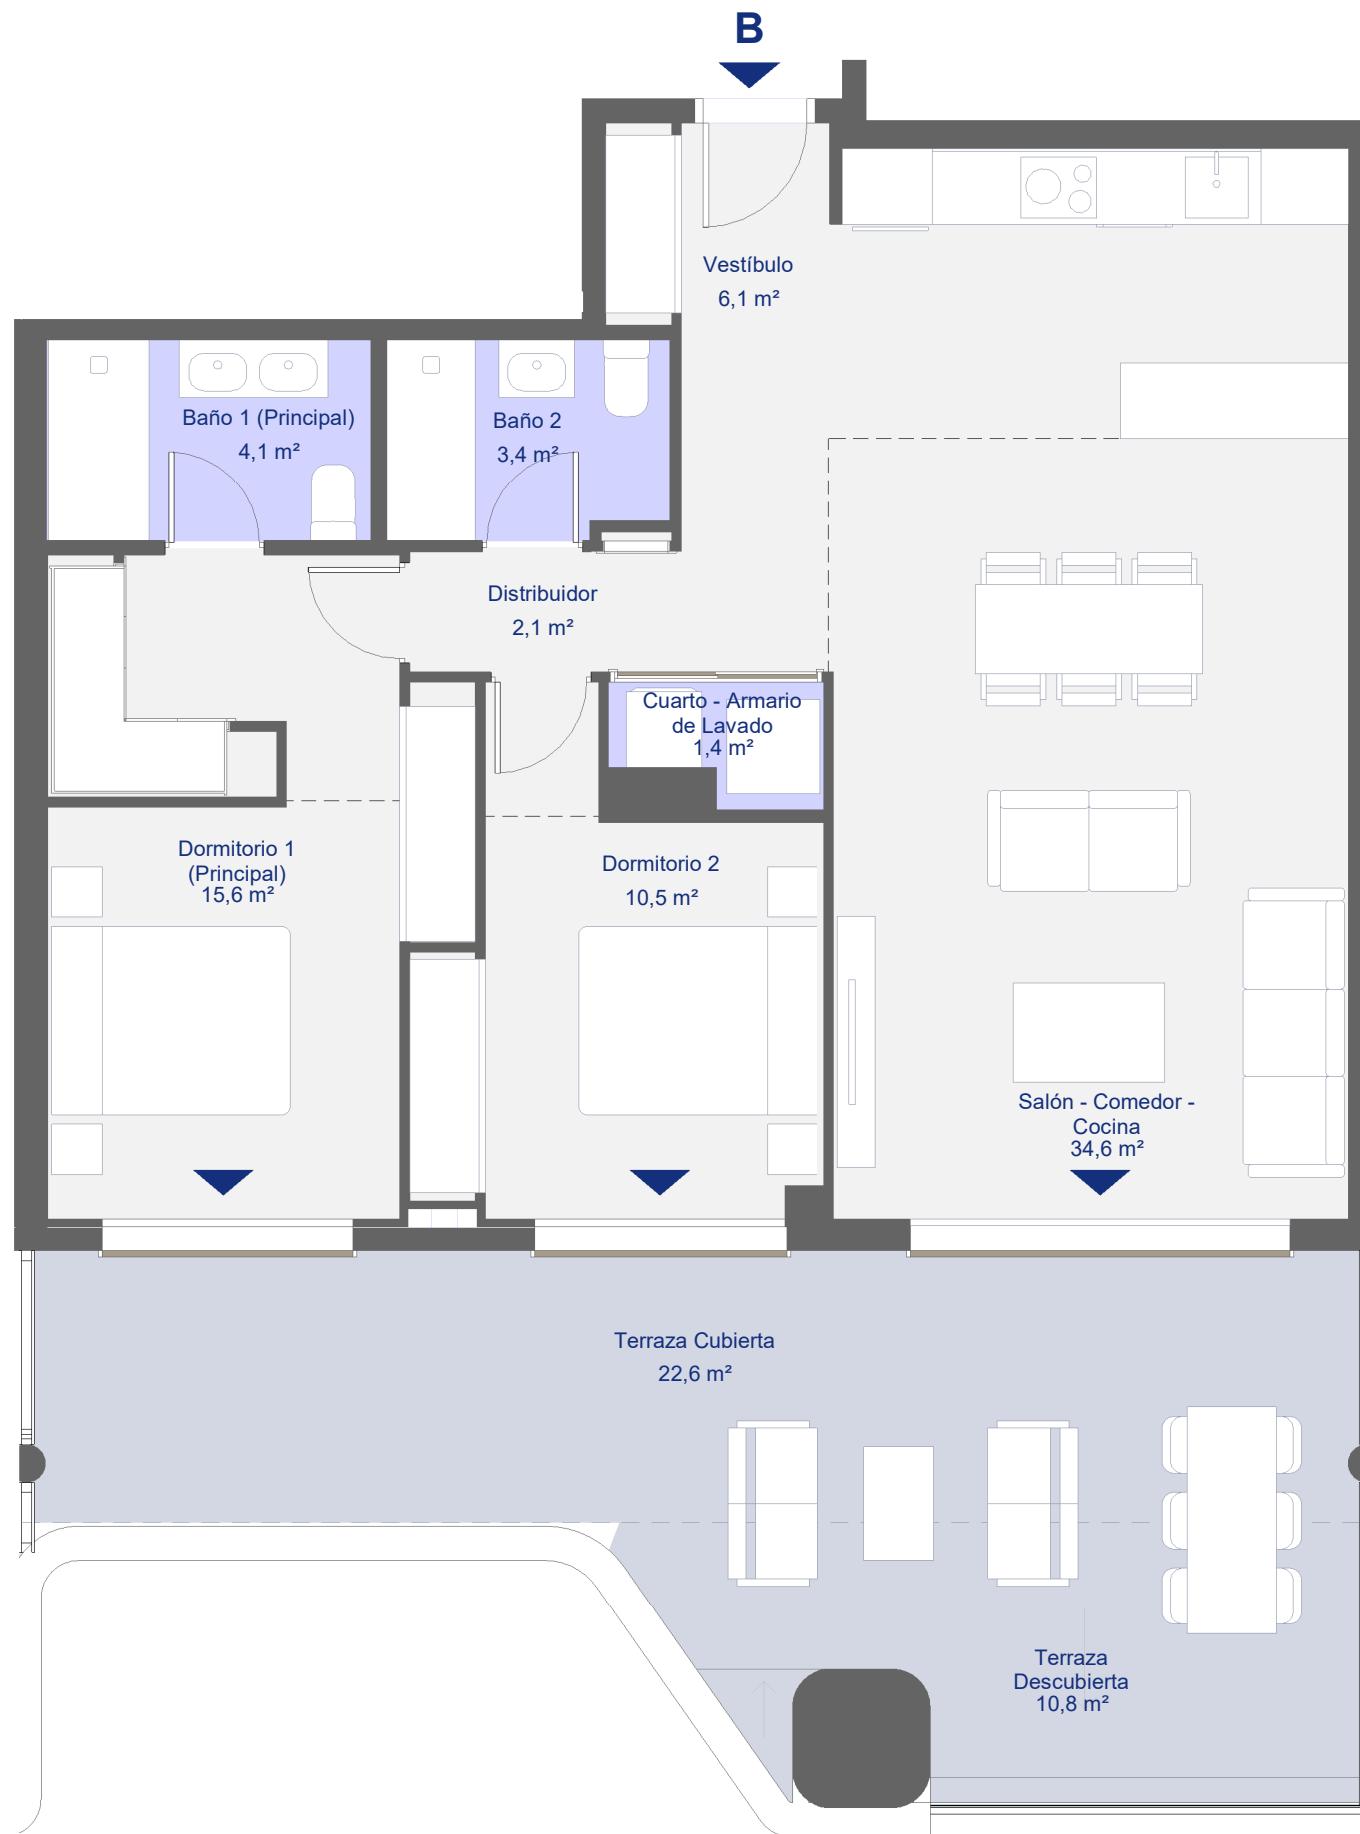 B
Vestíbulo
6,1 m²
Baño 1 (Principal)
4,1 m²
Baño 2
3,4 m²
Distribuidor
2,1 m²
Cuarto - Armario
de Lavado
1,4 m²
Dormitorio 1
(Principal)
15,6 m²
Dormitorio 2
10,5 m²
Salón - Comedor -
Cocina
34,6 m²
Terraza Cubierta
22,6 m²
Terraza
Descubierta
10,8 m²